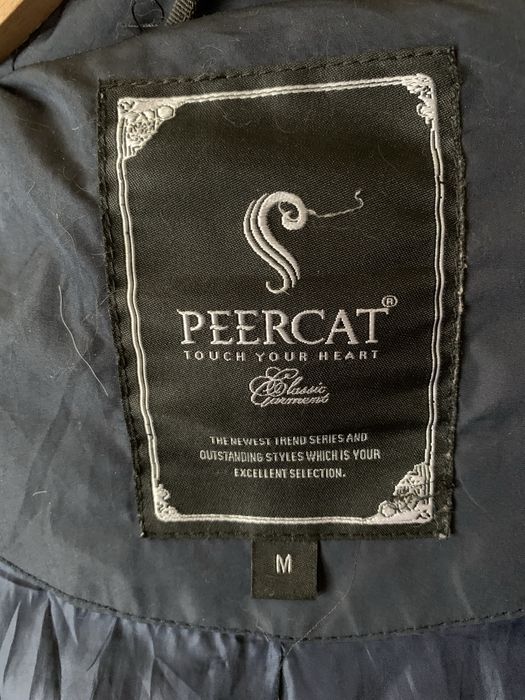 PEERCAT®
TOUCH YOUR HEART
Classic
Garment
THE NEWEST TREND SERIES AND
OUTSTANDING STYLES WHICH IS YOUR
EXCELLENT SELECTION.
M